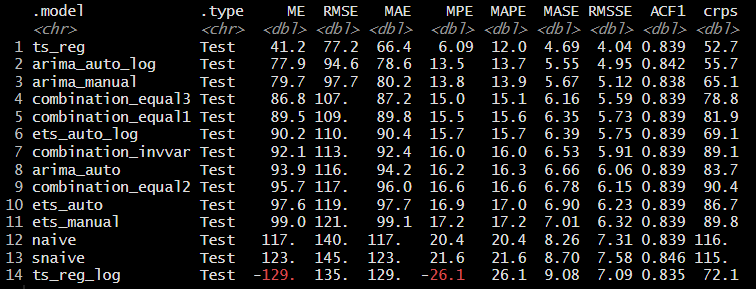 .model .type ME RMSE MAE MPE MAPE MASE RMSSE ACF1 crps
<chr> <chr> <dbl> <dbl> <dbl> <dbl> <dbl> <dbl> <dbl> <dbl> <dbl>
1 ts_reg Test 41.2 77.2 66.4 6.09 12.0 4.69 4.04 0.839 52.7
2 arima_auto_log Test 77.9 94.6 78.6 13.5 13.7 5.55 4.95 0.842 55.7
3 arima_manual Test 79.7 97.7 80.2 13.8 13.9 5.67 5.12 0.838 65.1
4 combination_equal3 Test 86.8 107. 87.2 15.0 15.1 6.16 5.59 0.839 78.8
5 combination_equal1 Test 89.5 109. 89.8 15.5 15.6 6.35 5.73 0.839 81.9
6 ets_auto_log Test 90.2 110. 90.4 15.7 15.7 6.39 5.75 0.839 69.1
7 combination_invvar Test 92.1 113. 92.4 16.0 16.0 6.53 5.91 0.839 89.1
8 arima_auto Test 93.9 116. 94.2 16.2 16.3 6.66 6.06 0.839 83.7
9 combination_equal2 Test 95.7 117. 96.0 16.6 16.6 6.78 6.15 0.839 90.4
10 ets_auto Test 97.6 119. 97.7 16.9 17.0 6.90 6.23 0.839 86.7
11 ets_manual Test 99.0 121. 99.1 17.2 17.2 7.01 6.32 0.839 89.8
12 naive Test 117. 140. 117. 20.4 20.4 8.26 7.31 0.839 116.
13 snaive Test 123. 145. 123. 21.6 21.6 8.70 7.58 0.846 115.
14 ts_reg_log Test -129. 135. 129. -26.1 26.1 9.08 7.09 0.835 72.1